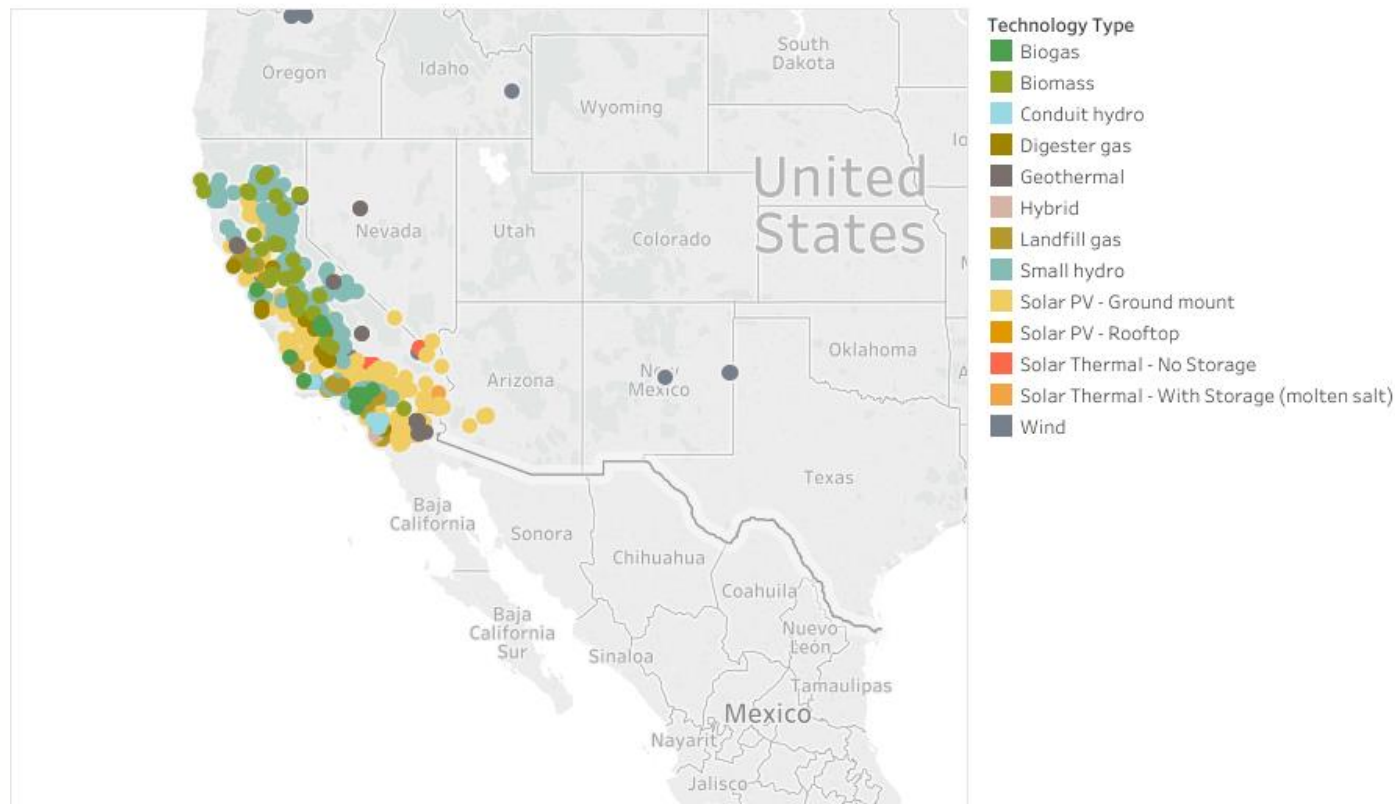 Technology Type
Biogas
Biomass
Conduit hydro
Digester gas
Geothermal
Hybrid
Landfill gas
Small hydro
Solar PV - Ground mount
Solar PV - Rooftop
Solar Thermal - No Storage
Solar Thermal - With Storage (molten salt)
Wind
Oregon
Idaho
Wyoming
South
Dakota
Io
United
States
Nevada
Utah
Colorado
Arizona
New
Mexico
Oklahoma
A
Texas
Baja
California
Sonora
Chihuahua
Coahuila
Baja
California
Sur
Sinaloa
Nuevo
León
Tamaulipas
Mexico
Nayarit
Jalisco